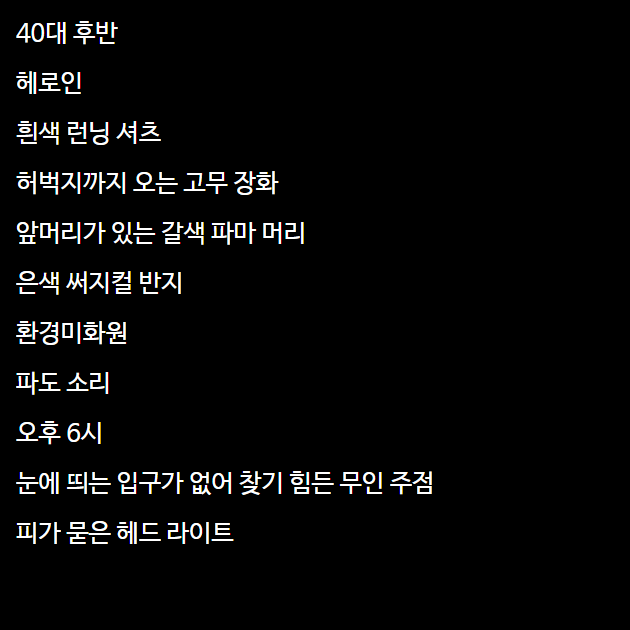 40대 후반
헤로인
흰색 런닝 셔츠
허벅지까지 오는 고무 장화
앞머리가 있는 갈색 파마 머리
은색 써지컬 반지
환경미화원
파도 소리
오후 6시
눈에 띄는 입구가 없어 찾기 힘든 무인 주점
피가 묻은 헤드 라이트